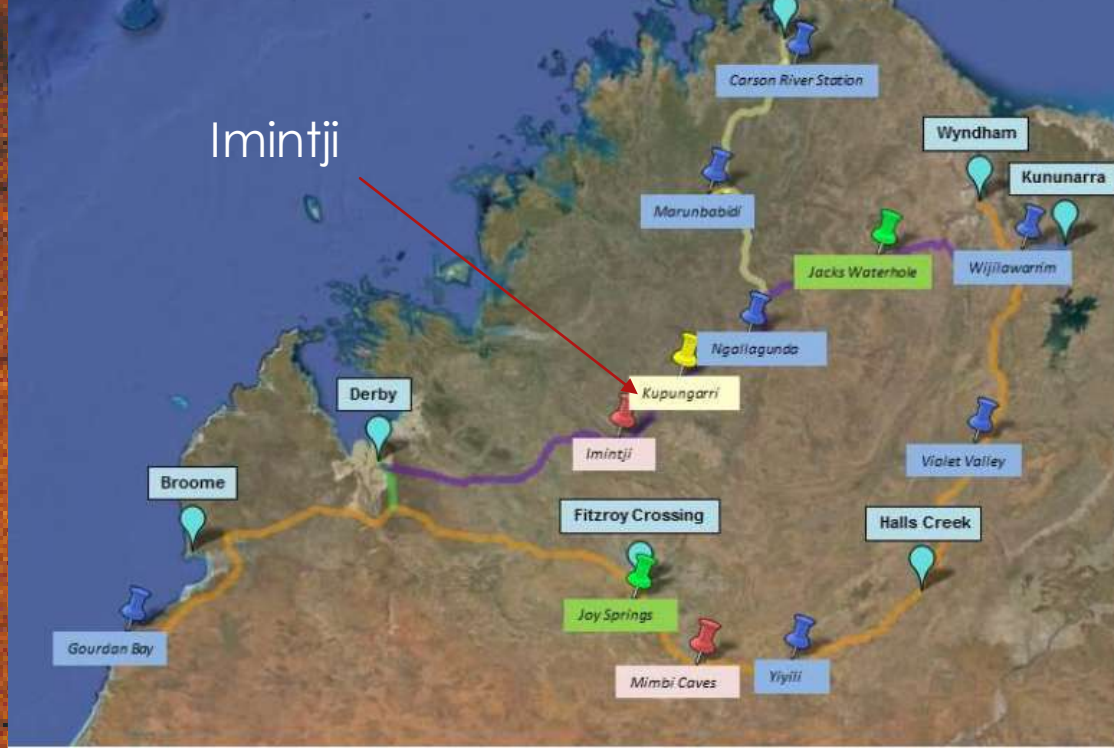 Carson River Station
Imintji
Wyndham
Kununarra
Marunbabidi
Jacks Waterhole
Wijilawarrim
Ngallagunda
Kupungarri
Derby
Imintji
Violet Valley
Broome
Fitzroy Crossing
Halls Creek
Joy Springs
Gourdan Bay
Mimbi Caves
Yiyili